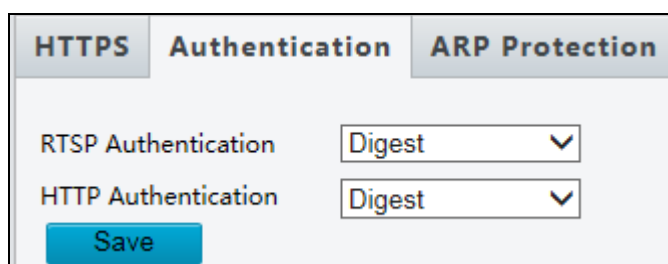 HTTPS Authentication ARP Protection
RTSP Authentication Digest
HTTP Authentication Digest
Save